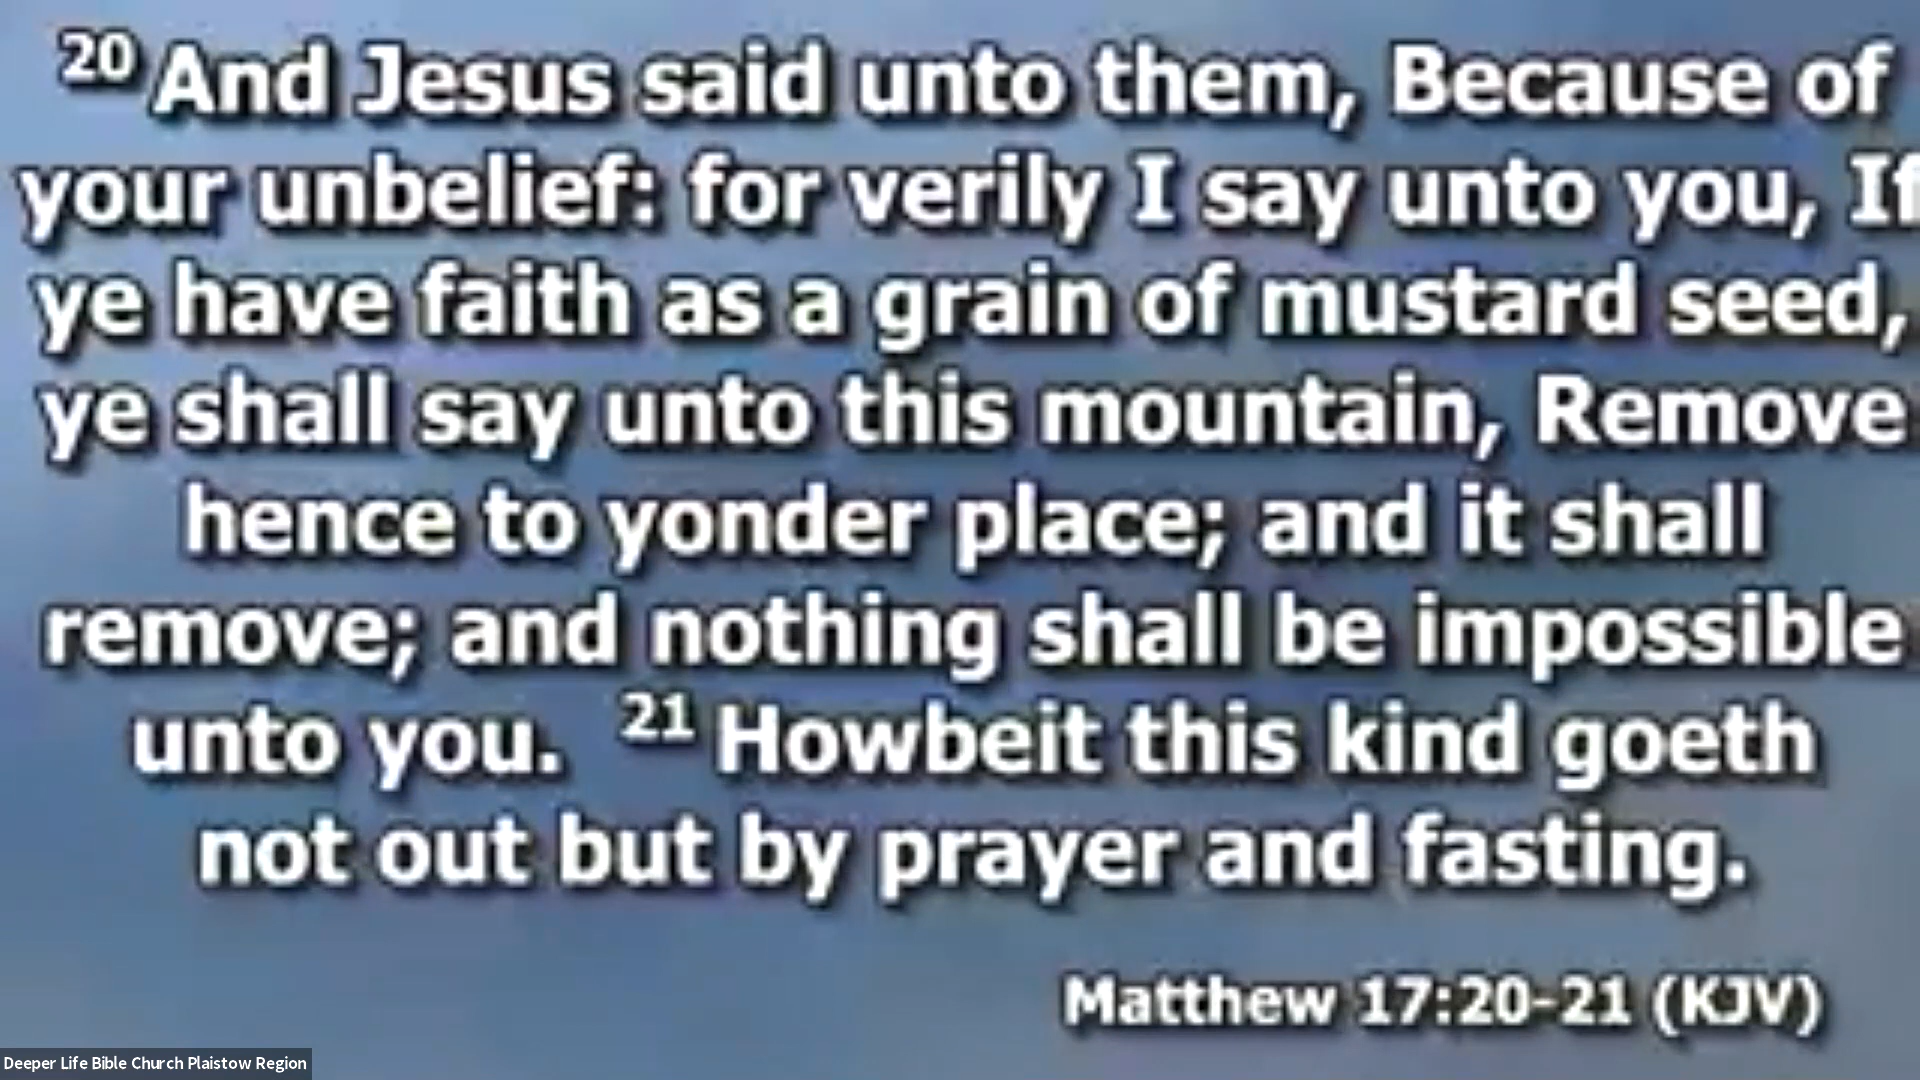 20 And Jesus said unto them, Because of
your unbelief: for verily I say unto you, If
ye have faith as a grain of mustard seed,
ye shall say unto this mountain, Remove
hence to yonder place; and it shall
remove; and nothing shall be impossible
unto you. 21 Howbeit this kind goeth
not out but by prayer and fasting.
Matthew 17:20-21 (KJV)
Deeper Life Bible Church Plaistow Region